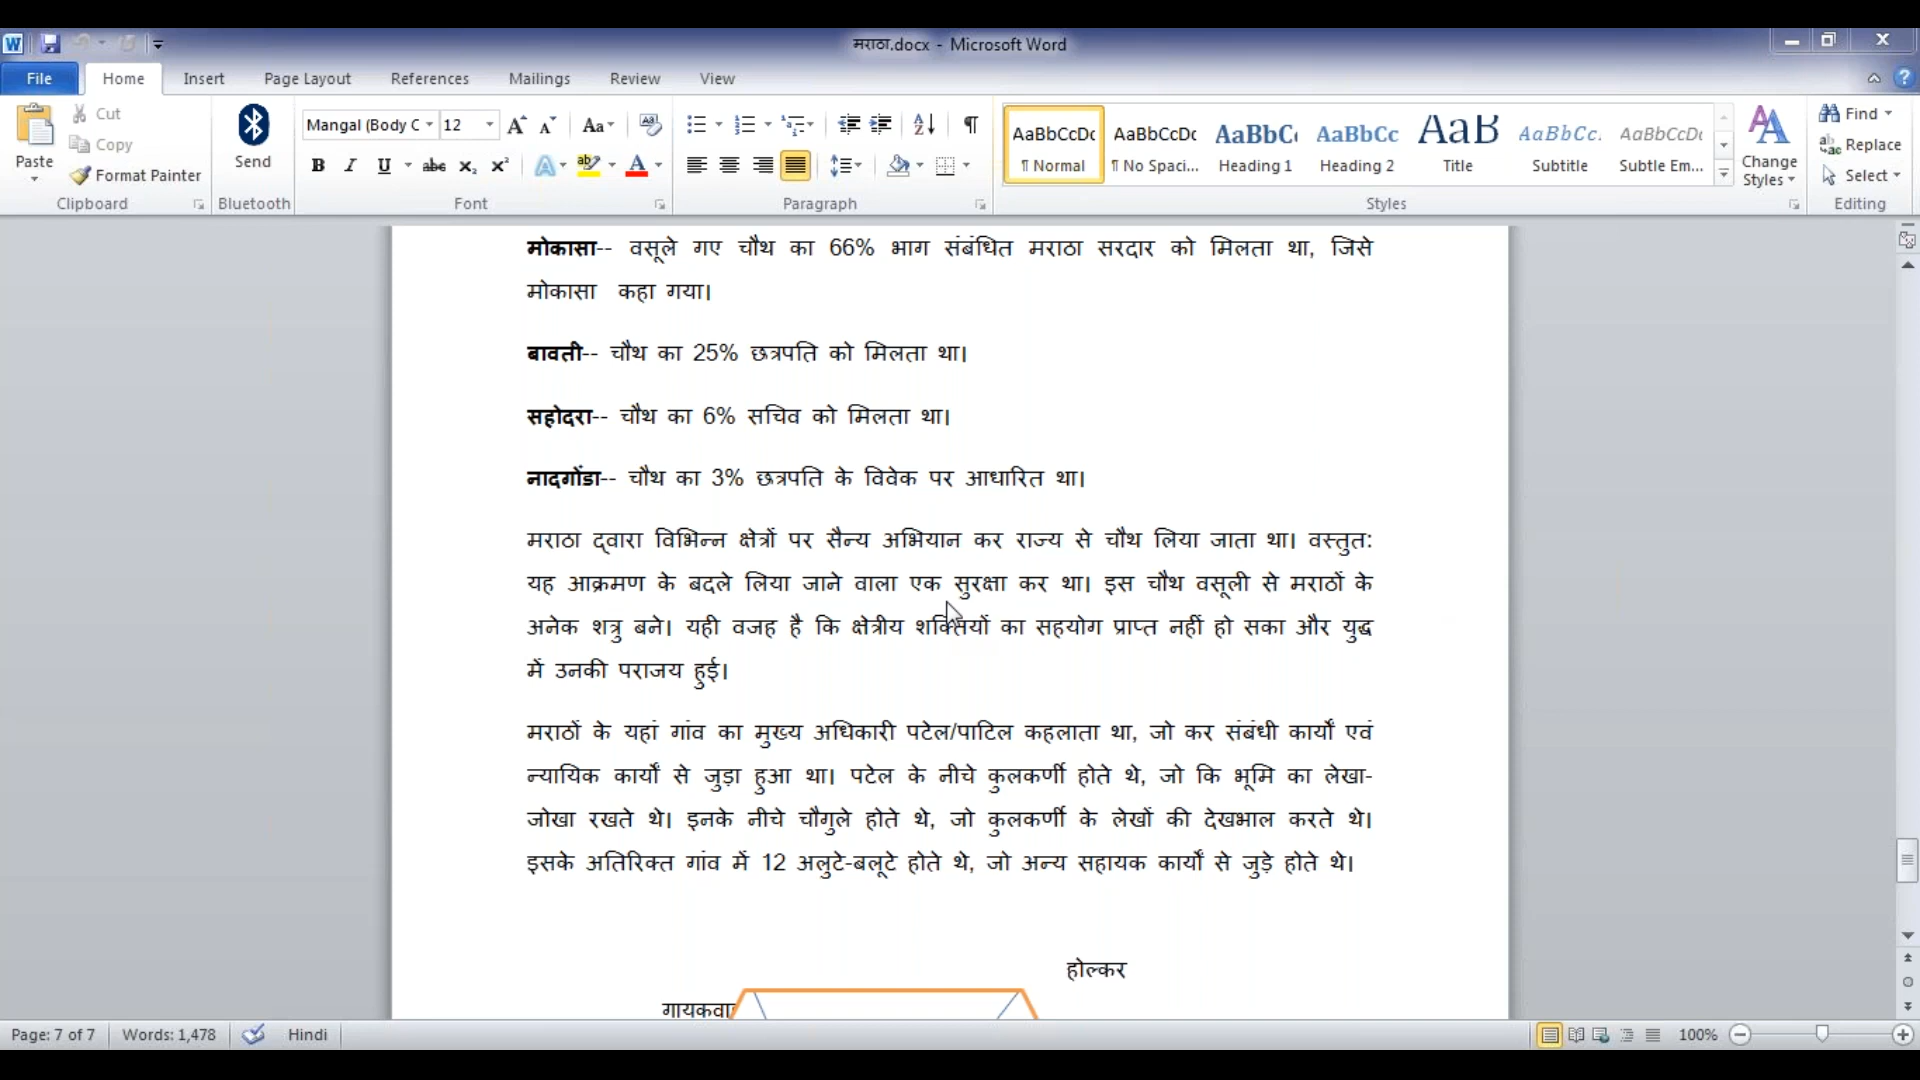 मराठा.docx - Microsoft Word
File Home Insert Page Layout References Mailings Review View
Cut
Copy
Format Painter
Paste
Clipboard
Send
Bluetooth
Mangal (Body C 12
Font
Paragraph
AaBbCcDc AaBbCcDc AaBbC AaBbCc AaB AaBbCc. AaBbCcDc
¶ Normal ¶ No Spaci... Heading 1 Heading 2 Title Subtitle Subtle Em...
Styles
Change Styles
Find
Replace
Select
Editing
मोकासा-- वसूले गए चौथ का 66% भाग संबंधित मराठा सरदार को मिलता था, जिसे
मोकासा कहा गया।
बावती-- चौथ का 25% छत्रपति को मिलता था।
सहोदरा-- चौथ का 6% सचिव को मिलता था।
नादगोंडा-- चौथ का 3% छत्रपति के विवेक पर आधारित था।
मराठा द्वारा विभिन्न क्षेत्रों पर सैन्य अभियान कर राज्य से चौथ लिया जाता था। वस्तुत:
यह आक्रमण के बदले लिया जाने वाला एक सुरक्षा कर था। इस चौथ वसूली से मराठों के
अनेक शत्रु बने। यही वजह है कि क्षेत्रीय शक्तियों का सहयोग प्राप्त नहीं हो सका और युद्ध
में उनकी पराजय हुई।
मराठों के यहां गांव का मुख्य अधिकारी पटेल/पाटिल कहलाता था, जो कर संबंधी कार्यों एवं
न्यायिक कार्यों से जुड़ा हुआ था। पटेल के नीचे कुलकर्णी होते थे, जो कि भूमि का लेखा-
जोखा रखते थे। इनके नीचे चौगुले होते थे, जो कुलकर्णी के लेखों की देखभाल करते थे।
इसके अतिरिक्त गांव में 12 अलुटे-बलूटे होते थे, जो अन्य सहायक कार्यों से जुड़े होते थे।
होल्कर
गायकवा
Page: 7 of 7 Words: 1,478 Hindi 100%